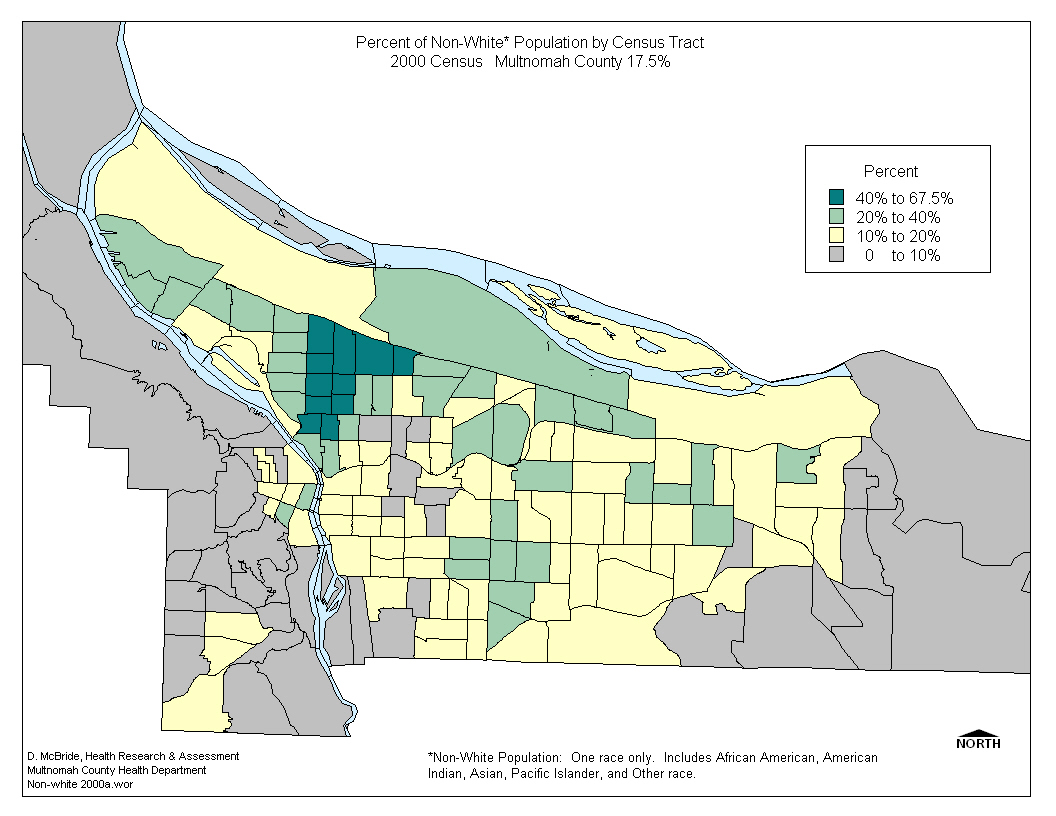 Percent of Non-White* Population by Census Tract
2000 Census Multnomah County 17.5%
Percent
40% to 67.5%
20% to 40%
10% to 20%
0 to 10%
NORTH
D. McBride, Health Research & Assessment
Multnomah County Health Department
Non-white 2000a.wor
*Non-White Population: One race only. Includes African American, American
Indian, Asian, Pacific Islander, and Other race.